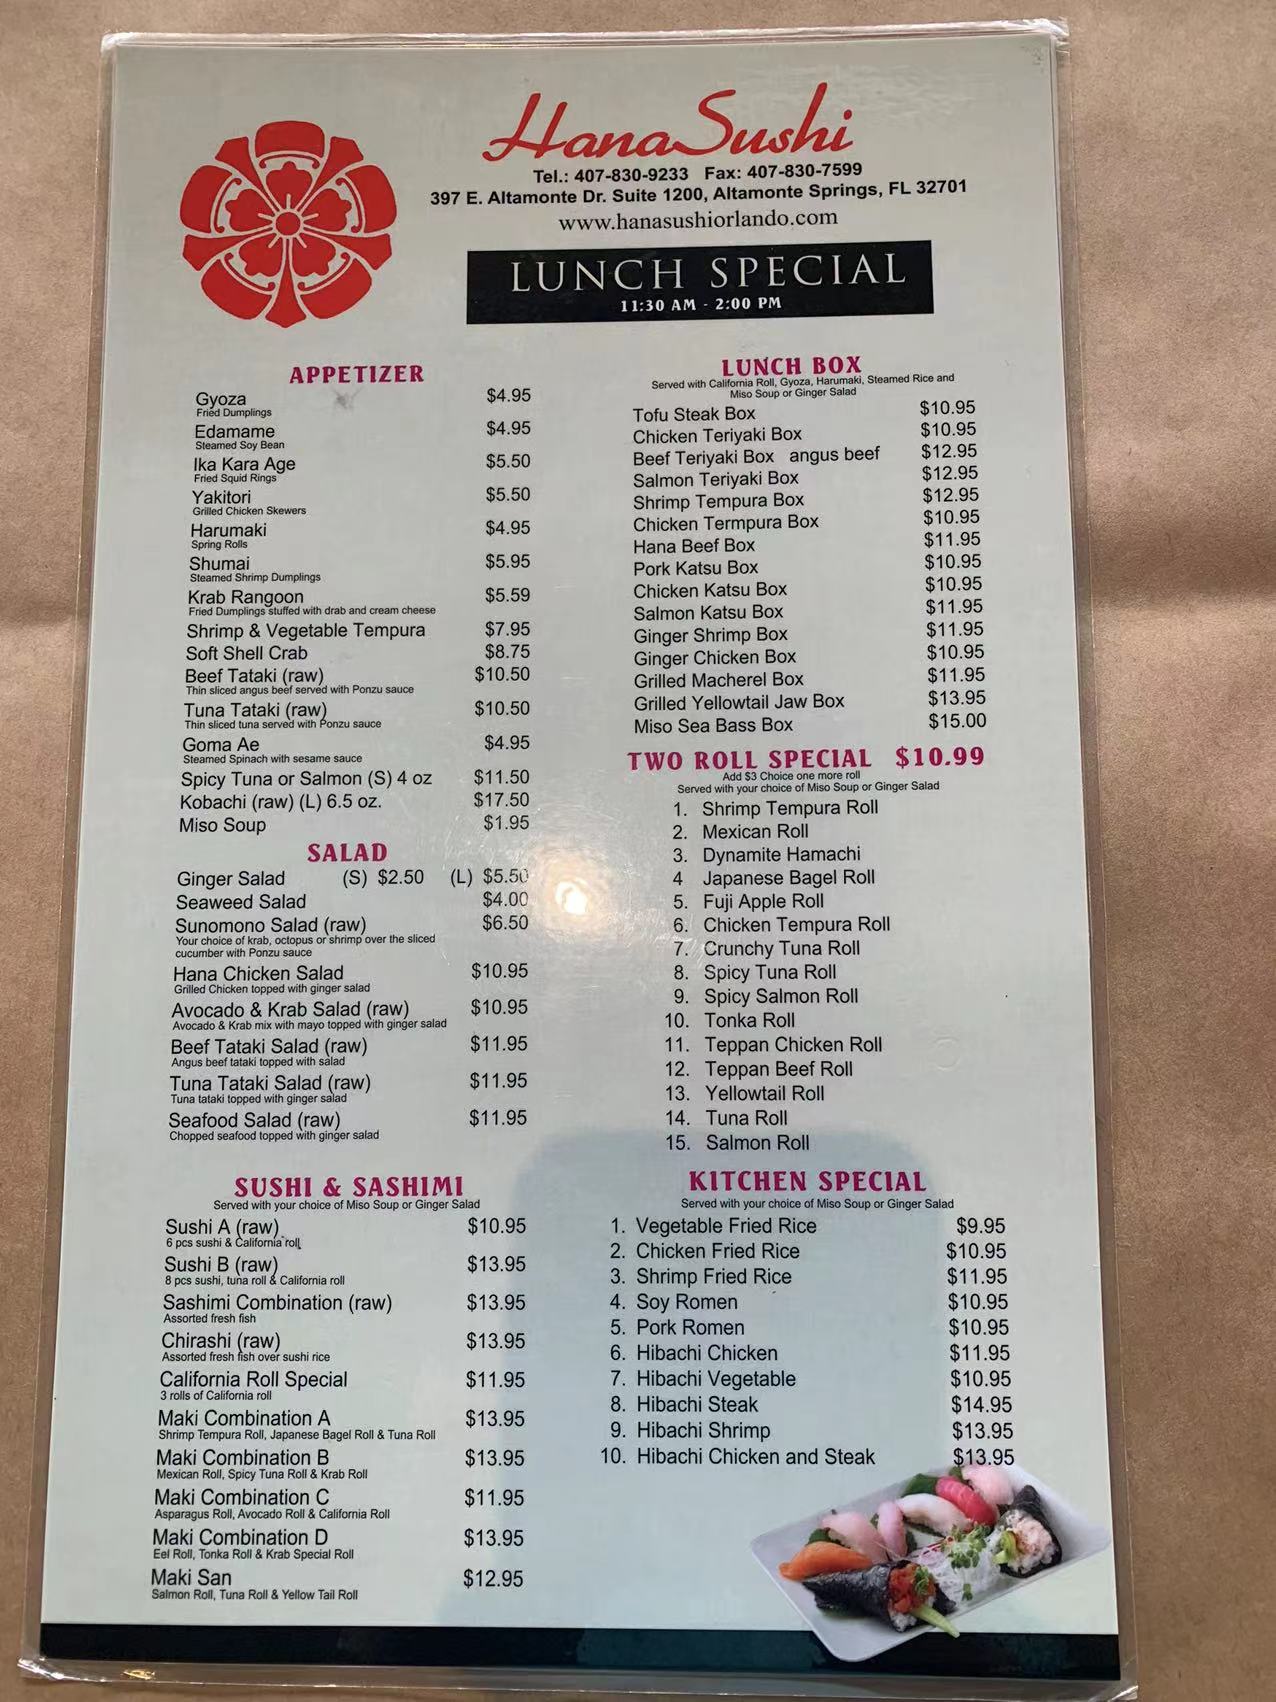 Hana Sushi
Tel.: 407-830-9233 Fax: 407-830-7599
397 E. Altamonte Dr. Suite 1200, Altamonte Springs, FL 32701
www.hanasushiorlando.com
LUNCH SPECIAL
11:30 AM - 2:00 PM
APPETIZER
Gyoza $4.95
Fried Dumplings
Edamame $4.95
Steamed Soy Bean
Ika Kara Age $5.50
Fried Squid Rings
Yakitori $5.50
Grilled Chicken Skewers
Harumaki $4.95
Spring Rolls
Shumai $5.95
Steamed Shrimp Dumplings
Krab Rangoon $5.59
Fried Dumplings stuffed with drab and cream cheese
Shrimp & Vegetable Tempura $7.95
Soft Shell Crab $8.75
Beef Tataki (raw) $10.50
Thin sliced angus beef served with Ponzu sauce
Tuna Tataki (raw) $10.50
Thin sliced tuna served with Ponzu sauce
Goma Ae $4.95
Steamed Spinach with sesame sauce
Spicy Tuna or Salmon (S) 4 oz $11.50
Kobachi (raw) (L) 6.5 oz. $17.50
Miso Soup $1.95
SALAD
Ginger Salad (S) $2.50 (L) $5.50
Seaweed Salad $4.00
Sunomono Salad (raw) $6.50
Your choice of krab, octopus or shrimp over the sliced
cucumber with Ponzu sauce
Hana Chicken Salad $10.95
Grilled Chicken topped with ginger salad
Avocado & Krab Salad (raw) $10.95
Avocado & Krab mix with mayo topped with ginger salad
Beef Tataki Salad (raw) $11.95
Angus beef tataki topped with salad
Tuna Tataki Salad (raw) $11.95
Tuna tataki topped with ginger salad
Seafood Salad (raw) $11.95
Chopped seafood topped with ginger salad
SUSHI & SASHIMI
Served with your choice of Miso Soup or Ginger Salad
Sushi A (raw) $10.95
6 pcs sushi & California roll
Sushi B (raw) $13.95
8 pcs sushi, tuna roll & California roll
Sashimi Combination (raw) $13.95
Assorted fresh fish
Chirashi (raw) $13.95
Assorted fresh fish over sushi rice
California Roll Special $11.95
3 rolls of California roll
Maki Combination A $13.95
Shrimp Tempura Roll, Japanese Bagel Roll & Tuna Roll
Maki Combination B $13.95
Mexican Roll, Spicy Tuna Roll & Krab Roll
Maki Combination C $11.95
Asparagus Roll, Avocado Roll & California Roll
Maki Combination D $13.95
Eel Roll, Tonka Roll & Krab Special Roll
Maki San $12.95
Salmon Roll, Tuna Roll & Yellow Tail Roll
LUNCH BOX
Served with California Roll, Gyoza, Harumaki, Steamed Rice and
Miso Soup or Ginger Salad
Tofu Steak Box $10.95
Chicken Teriyaki Box $10.95
Beef Teriyaki Box angus beef $12.95
Salmon Teriyaki Box $12.95
Shrimp Tempura Box $12.95
Chicken Termpura Box $10.95
Hana Beef Box $11.95
Pork Katsu Box $10.95
Chicken Katsu Box $10.95
Salmon Katsu Box $11.95
Ginger Shrimp Box $11.95
Ginger Chicken Box $10.95
Grilled Macherel Box $11.95
Grilled Yellowtail Jaw Box $13.95
Miso Sea Bass Box $15.00
TWO ROLL SPECIAL $10.99
Add $3 Choice one more roll
Served with your choice of Miso Soup or Ginger Salad
1. Shrimp Tempura Roll
2. Mexican Roll
3. Dynamite Hamachi
4 Japanese Bagel Roll
5. Fuji Apple Roll
6. Chicken Tempura Roll
7. Crunchy Tuna Roll
8. Spicy Tuna Roll
9. Spicy Salmon Roll
10. Tonka Roll
11. Teppan Chicken Roll
12. Teppan Beef Roll
13. Yellowtail Roll
14. Tuna Roll
15. Salmon Roll
KITCHEN SPECIAL
Served with your choice of Miso Soup or Ginger Salad
1. Vegetable Fried Rice $9.95
2. Chicken Fried Rice $10.95
3. Shrimp Fried Rice $11.95
4. Soy Romen $10.95
5. Pork Romen $10.95
6. Hibachi Chicken $11.95
7. Hibachi Vegetable $10.95
8. Hibachi Steak $14.95
9. Hibachi Shrimp $13.95
10. Hibachi Chicken and Steak $13.95